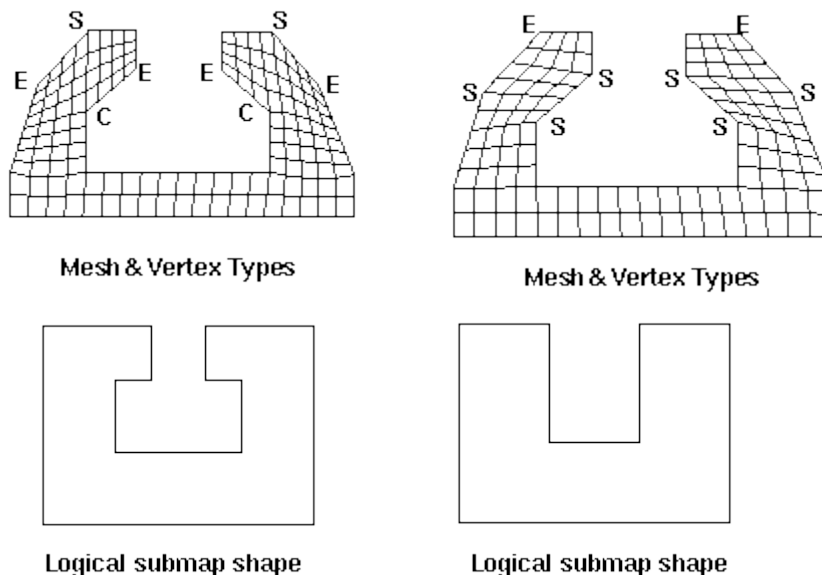 S S
E E E E
C C
E E
S S S S
S S
Mesh & Vertex Types
Mesh & Vertex Types
Logical submap shape
Logical submap shape